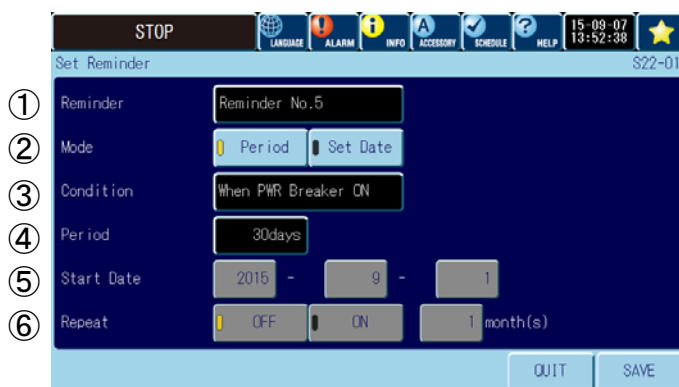 STOP LANGUAGE ALARM INFO ACCESSORY SCHEDULE HELP 15-09-07
13:52:38
Set Reminder S22-01
① Reminder Reminder No.5
② Mode Period Set Date
③ Condition When PWR Breaker ON
④ Period 30days
⑤ Start Date 2015 - 9 - 1
⑥ Repeat OFF ON 1 month(s)
QUIT SAVE